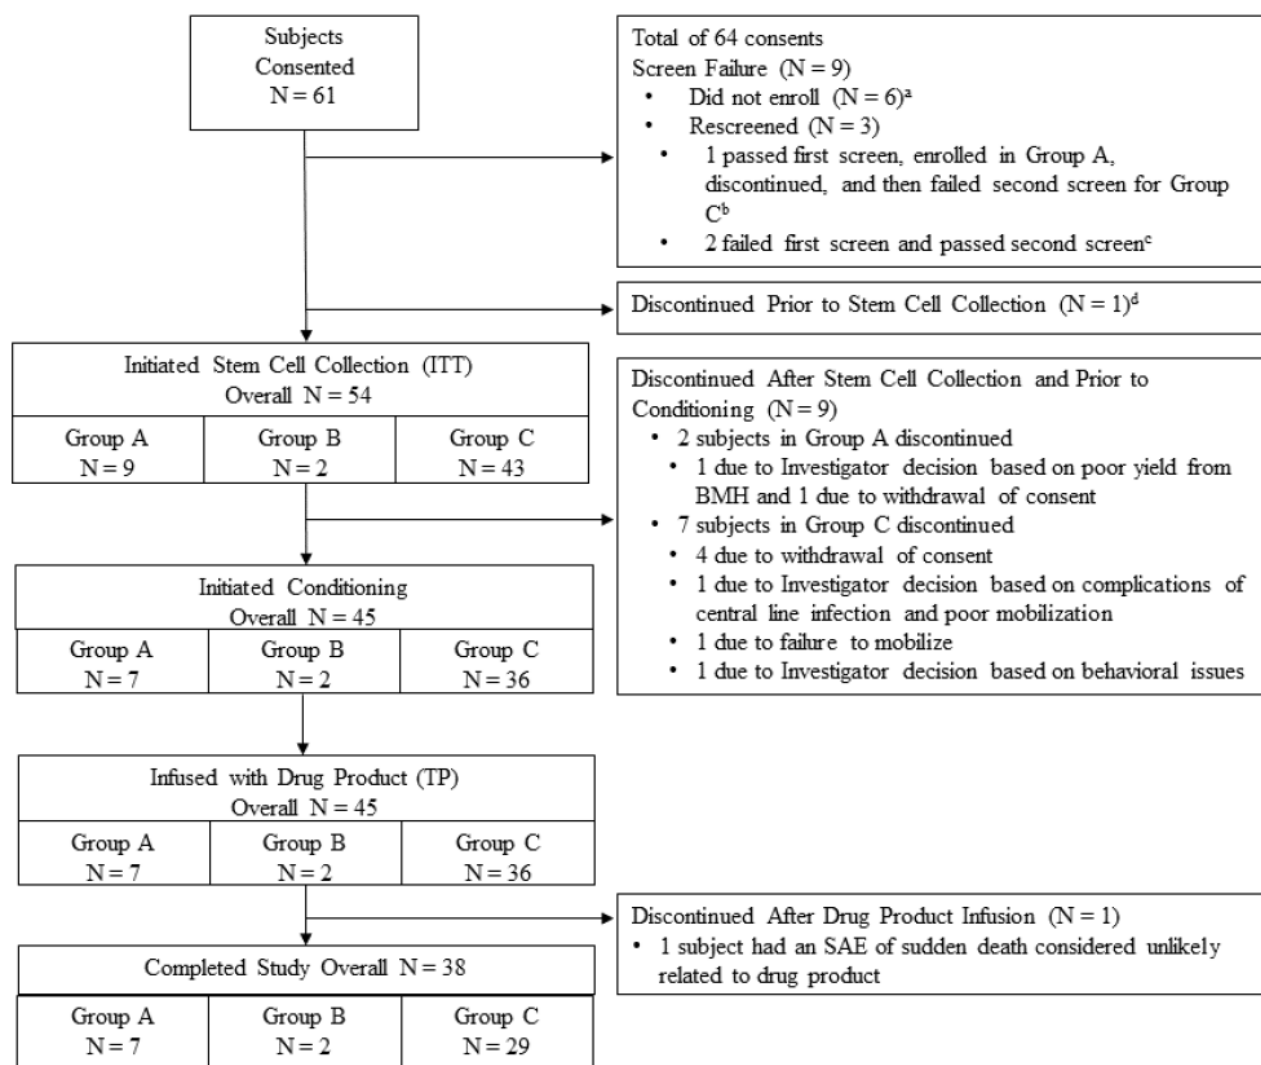 Subjects
Consented
N = 61
Total of 64 consents
Screen Failure (N = 9)
• Did not enroll (N = 6)ᵃ
• Rescreened (N = 3)
• 1 passed first screen, enrolled in Group A,
discontinued, and then failed second screen for Group
Cᵇ
• 2 failed first screen and passed second screenᶜ
Discontinued Prior to Stem Cell Collection (N = 1)ᵈ
Initiated Stem Cell Collection (ITT)
Overall N = 54
Group A
N = 9
Group B
N = 2
Group C
N = 43
Discontinued After Stem Cell Collection and Prior to
Conditioning (N = 9)
• 2 subjects in Group A discontinued
• 1 due to Investigator decision based on poor yield from
BMH and 1 due to withdrawal of consent
• 7 subjects in Group C discontinued
• 4 due to withdrawal of consent
• 1 due to Investigator decision based on complications of
central line infection and poor mobilization
• 1 due to failure to mobilize
• 1 due to Investigator decision based on behavioral issues
Initiated Conditioning
Overall N = 45
Group A
N = 7
Group B
N = 2
Group C
N = 36
Infused with Drug Product (TP)
Overall N = 45
Group A
N = 7
Group B
N = 2
Group C
N = 36
Discontinued After Drug Product Infusion (N = 1)
• 1 subject had an SAE of sudden death considered unlikely
related to drug product
Completed Study Overall N = 38
Group A
N = 7
Group B
N = 2
Group C
N = 29